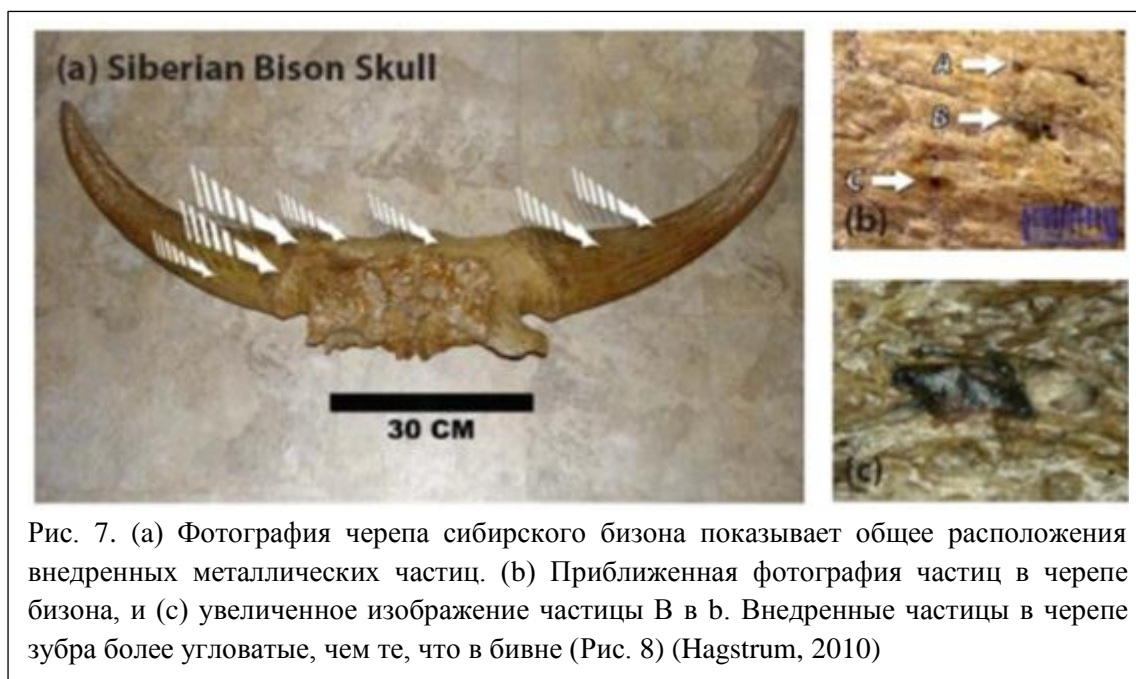 (a) Siberian Bison Skull
30 CM
A
B
C
(b)
(c)
Рис. 7. (a) Фотография черепа сибирского бизона показывает общее расположения
внедренных металлических частиц. (b) Приближенная фотография частиц в черепе
бизона, и (c) увеличенное изображение частицы B в b. Внедренные частицы в черепе
зубра более угловатые, чем те, что в бивне (Рис. 8) (Hagstrum, 2010)